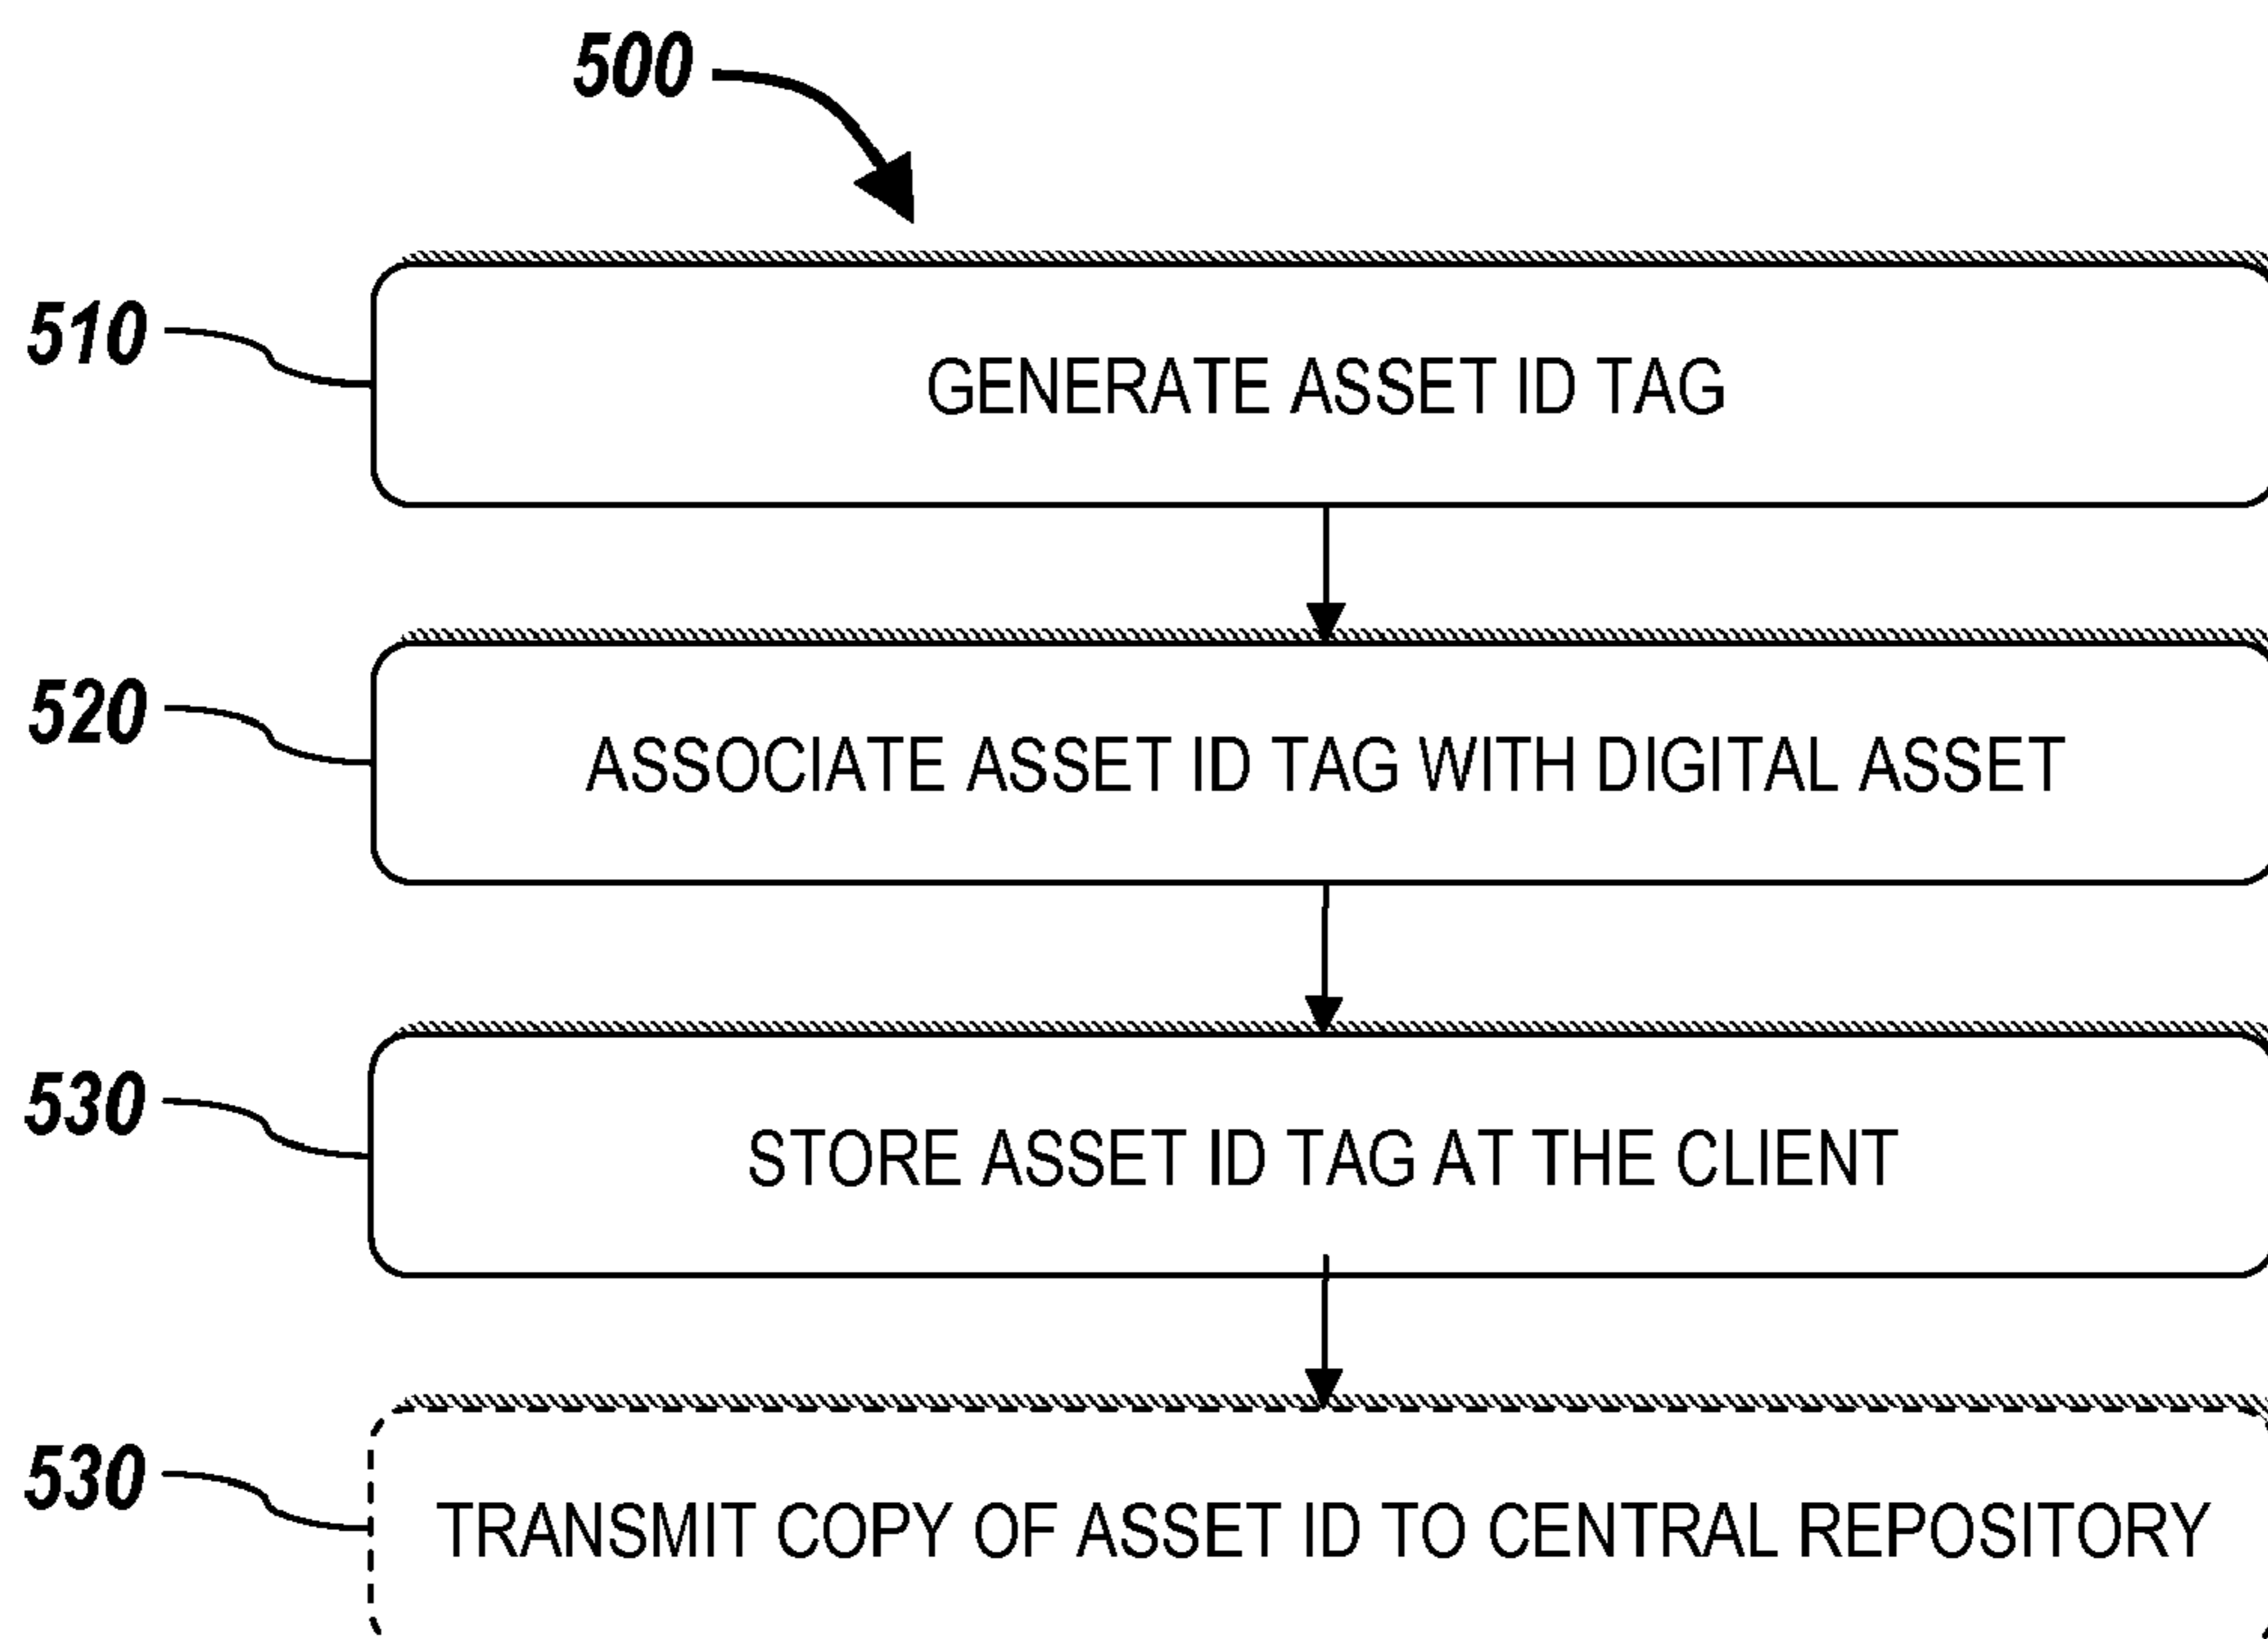 500
510
GENERATE ASSET ID TAG
520
ASSOCIATE ASSET ID TAG WITH DIGITAL ASSET
530
STORE ASSET ID TAG AT THE CLIENT
530
TRANSMIT COPY OF ASSET ID TO CENTRAL REPOSITORY